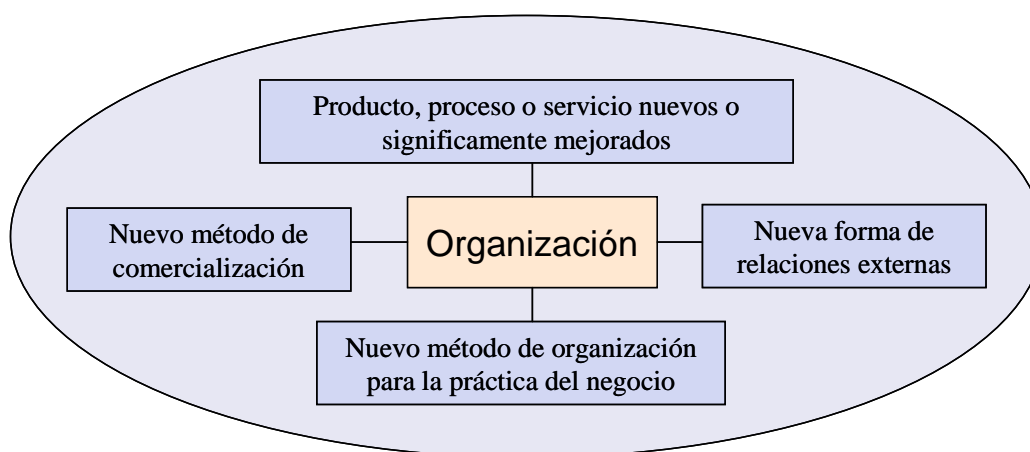 Producto, proceso o servicio nuevos o
significamente mejorados
Nuevo método de
comercialización
Organización
Nueva forma de
relaciones externas
Nuevo método de organización
para la práctica del negocio